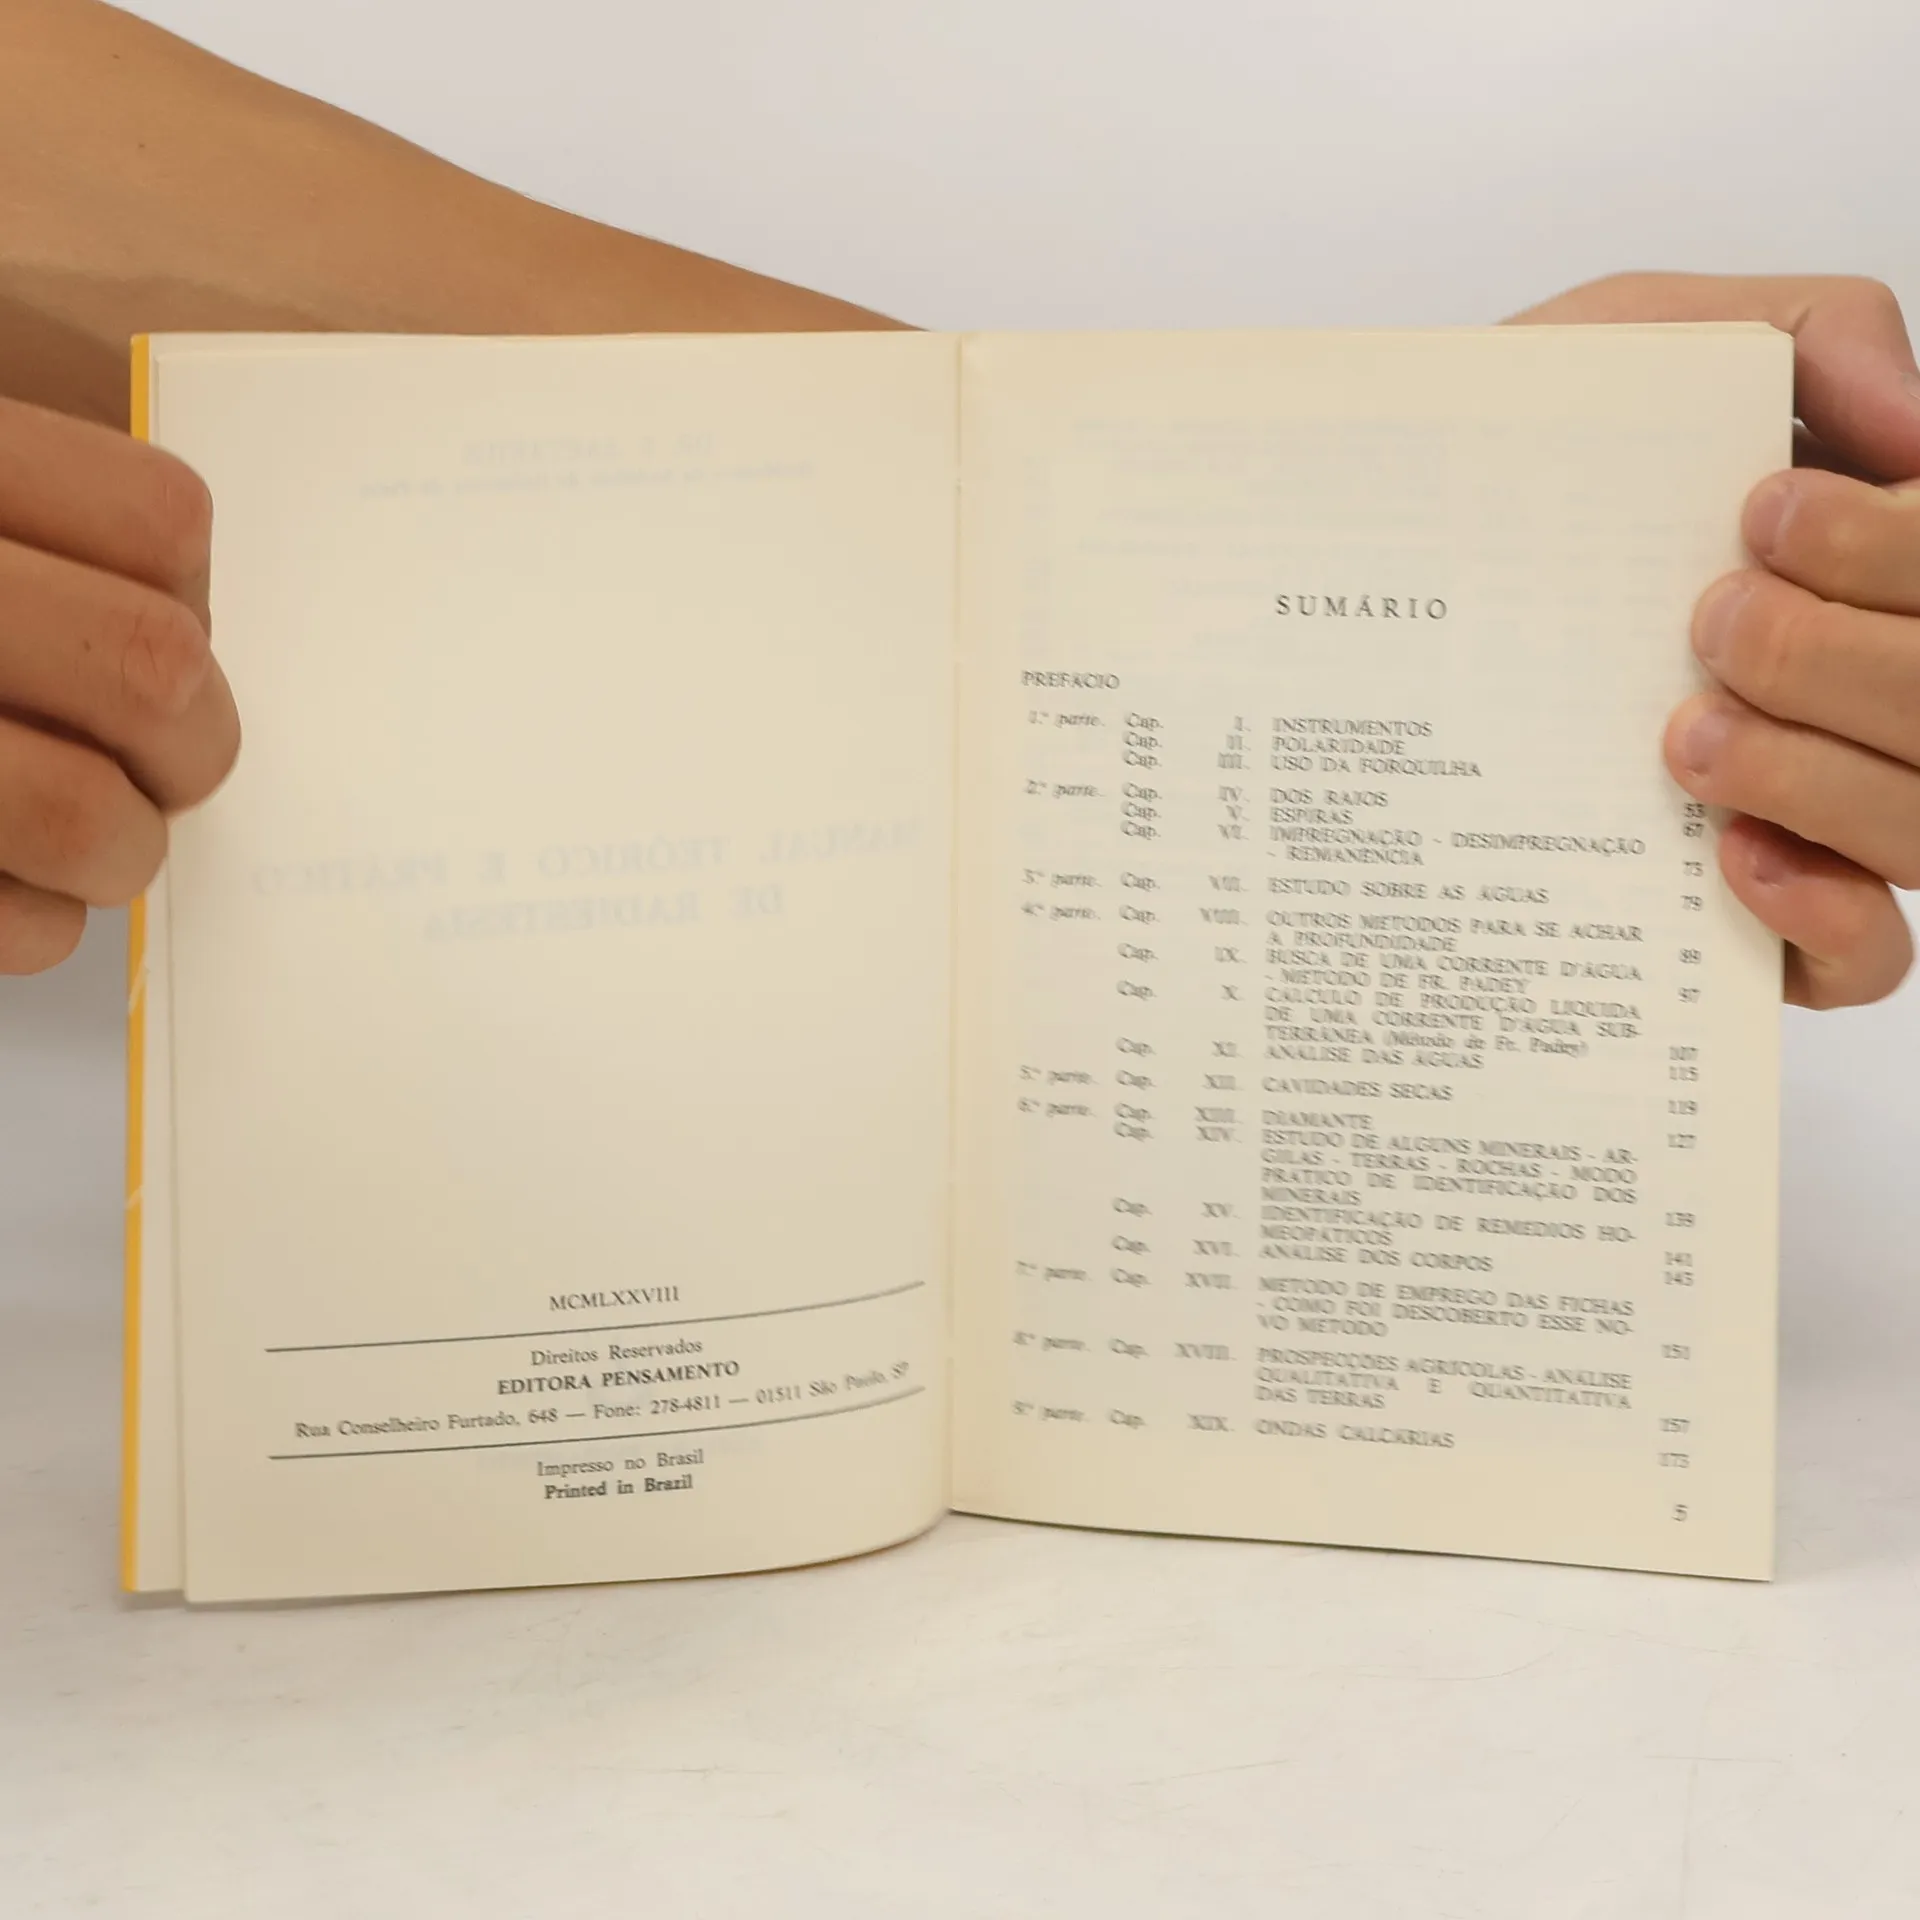 MCMLXXVIII
Direitos Reservados
EDITORA PENSAMENTO
Rua Conselheiro Furtado, 648 — Fone: 278-4811 — 01511 São Paulo, SP
Impresso no Brasil
Printed in Brazil
SUMÁRIO
PREFÁCIO
1.ª parte. Cap. I. INSTRUMENTOS
Cap. II. POLARIDADE
Cap. III. USO DA FORQUILHA
2.ª parte. Cap. IV. DOS RAIOS 53
Cap. V. ESPIRAS 67
Cap. VI. IMPREGNAÇÃO - DESIMPREGNAÇÃO
- REMANENCIA 73
3.ª parte. Cap. VII. ESTUDO SOBRE AS ÁGUAS 79
4.ª parte. Cap. VIII. OUTROS MÉTODOS PARA SE ACHAR
A PROFUNDIDADE 89
Cap. IX. BUSCA DE UMA CORRENTE D'ÁGUA
- MÉTODO DE FR. PADEY 97
Cap. X. CÁLCULO DE PRODUÇÃO LÍQUIDA
DE UMA CORRENTE D'ÁGUA SUB-
TERRÂNEA (Método de Fr. Padey) 107
Cap. XI. ANÁLISE DAS ÁGUAS 115
5.ª parte. Cap. XII. CAVIDADES SECAS 119
6.ª parte. Cap. XIII. DIAMANTE 127
Cap. XIV. ESTUDO DE ALGUNS MINERAIS - AR-
GILAS - TERRAS - ROCHAS - MODO
PRÁTICO DE IDENTIFICAÇÃO DOS
MINERAIS 139
Cap. XV. IDENTIFICAÇÃO DE REMÉDIOS HO-
MEOPÁTICOS 141
Cap. XVI. ANÁLISE DOS CORPOS 145
7.ª parte. Cap. XVII. MÉTODO DE EMPREGO DAS FICHAS
- COMO FOI DESCOBERTO ESSE NO-
VO MÉTODO 151
8.ª parte. Cap. XVIII. PROSPECÇÕES AGRÍCOLAS - ANÁLISE
QUALITATIVA E QUANTITATIVA
DAS TERRAS 157
9.ª parte. Cap. XIX. ONDAS CALCÁRIAS 173
5